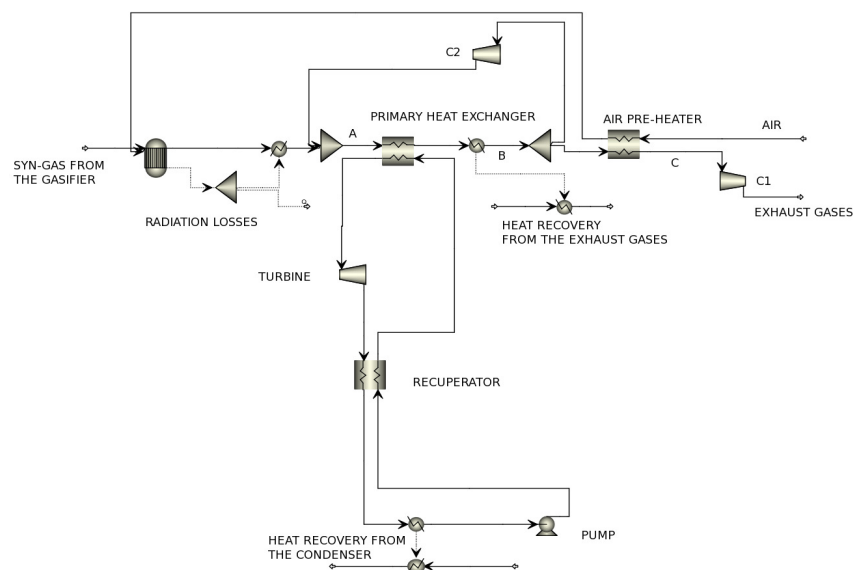 C2
PRIMARY HEAT EXCHANGER
AIR PRE-HEATER
AIR
A
B
C
SYN-GAS FROM
THE GASIFIER
C1
EXHAUST GASES
RADIATION LOSSES
HEAT RECOVERY
FROM THE EXHAUST GASES
TURBINE
RECUPERATOR
PUMP
HEAT RECOVERY FROM
THE CONDENSER